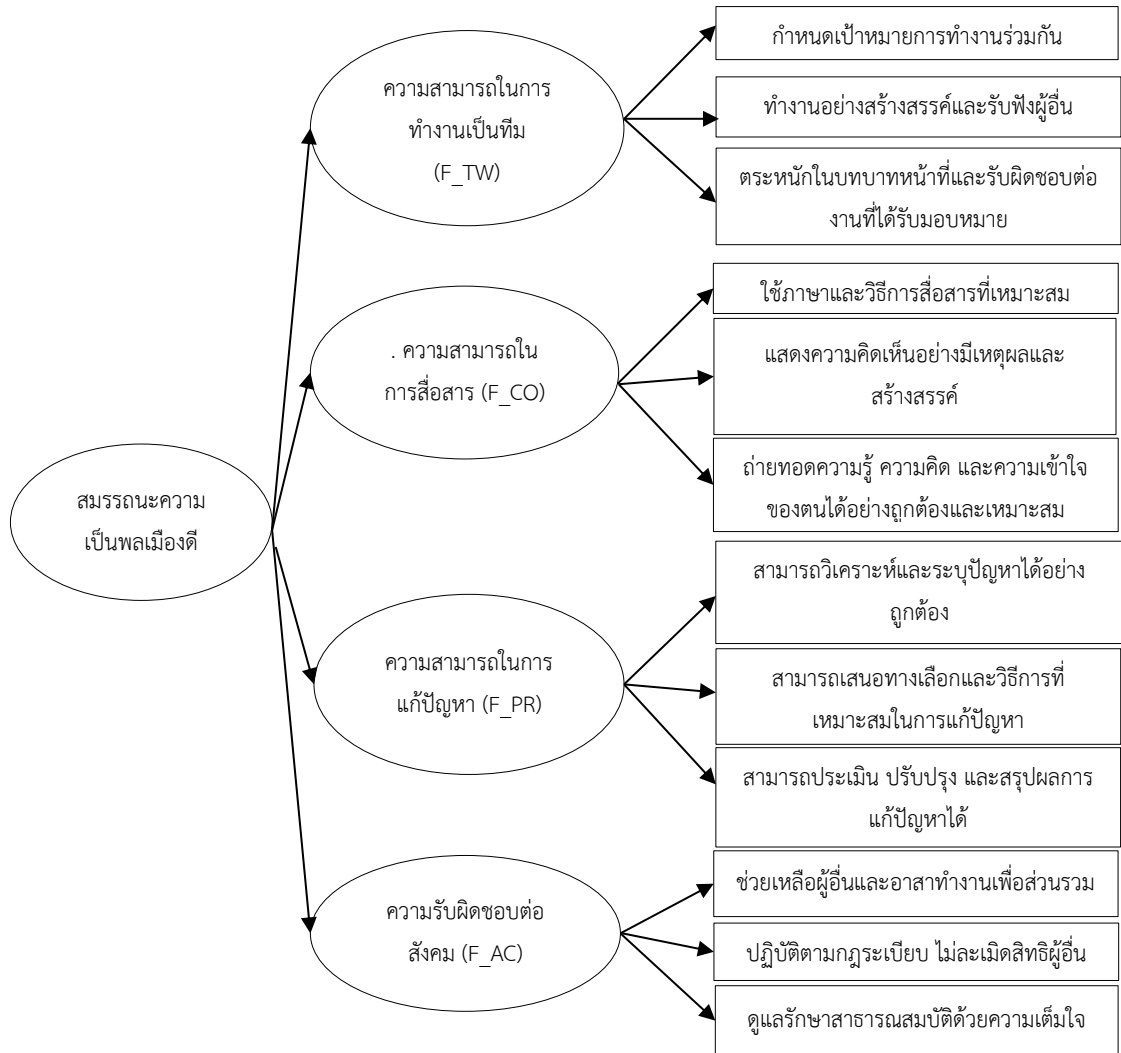 สมรรถนะความ
เป็นพลเมืองดี
ความสามารถในการ
ทำงานเป็นทีม
(F_TW)
กำหนดเป้าหมายการทำงานร่วมกัน
ทำงานอย่างสร้างสรรค์และรับฟังผู้อื่น
ตระหนักในบทบาทหน้าที่และรับผิดชอบต่อ
งานที่ได้รับมอบหมาย
. ความสามารถใน
การสื่อสาร (F_CO)
ใช้ภาษาและวิธีการสื่อสารที่เหมาะสม
แสดงความคิดเห็นอย่างมีเหตุผลและ
สร้างสรรค์
ถ่ายทอดความรู้ ความคิด และความเข้าใจ
ของตนได้อย่างถูกต้องและเหมาะสม
ความสามารถในการ
แก้ปัญหา (F_PR)
สามารถวิเคราะห์และระบุปัญหาได้อย่าง
ถูกต้อง
สามารถเสนอทางเลือกและวิธีการที่
เหมาะสมในการแก้ปัญหา
สามารถประเมิน ปรับปรุง และสรุปผลการ
แก้ปัญหาได้
ความรับผิดชอบต่อ
สังคม (F_AC)
ช่วยเหลือผู้อื่นและอาสาทำงานเพื่อส่วนรวม
ปฏิบัติตามกฎระเบียบ ไม่ละเมิดสิทธิผู้อื่น
ดูแลรักษาสาธารณสมบัติด้วยความเต็มใจ